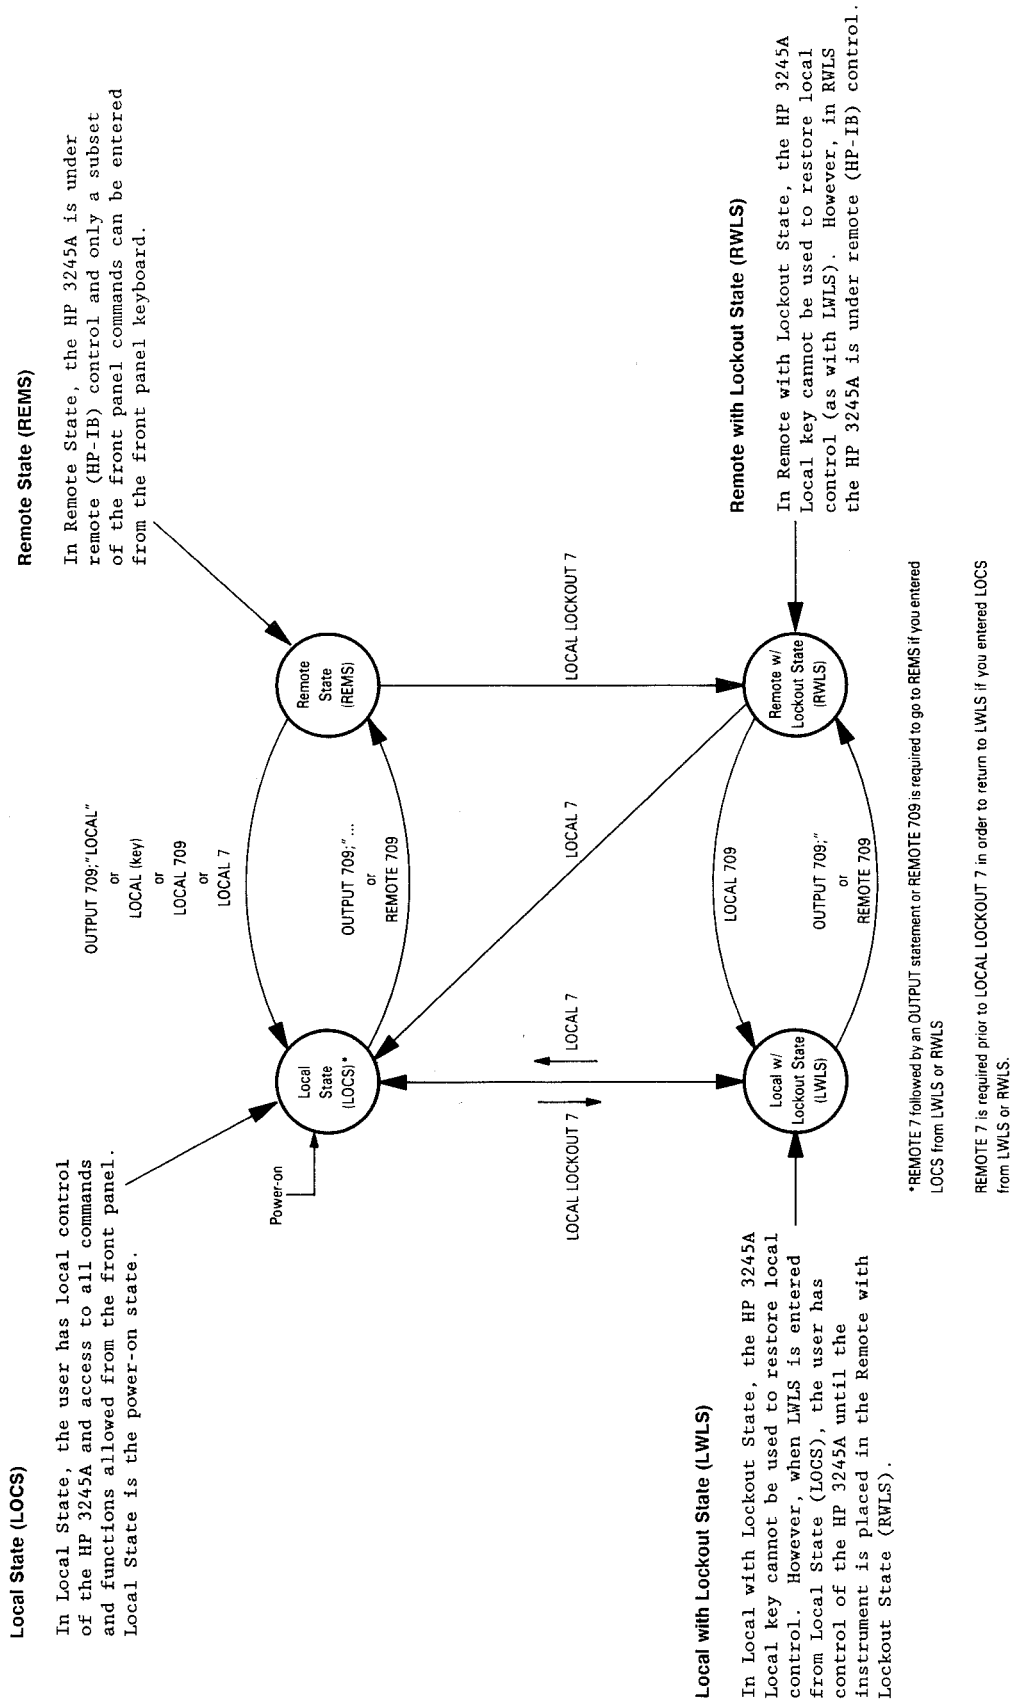 Local State (LOCS)
In Local State, the user has local control
of the HP 3245A and access to all commands
and functions allowed from the front panel.
Local State is the power-on state.
Remote State (REMS)
In Remote State, the HP 3245A is under
remote (HP-IB) control and only a subset
of the front panel commands can be entered
from the front panel keyboard.
OUTPUT 709;"LOCAL"
or
LOCAL (key)
or
LOCAL 709
or
LOCAL 7
Power-on
Local
State
(LOCS)*
OUTPUT 709;"...
or
REMOTE 709
Remote
State
(REMS)
LOCAL LOCKOUT 7
LOCAL 7
LOCAL 7
LOCAL LOCKOUT 7
Local with Lockout State (LWLS)
In Local with Lockout State, the HP 3245A
Local key cannot be used to restore local
control. However, when LWLS is entered
from Local State (LOCS), the user has
control of the HP 3245A until the
instrument is placed in the Remote with
Lockout State (RWLS).
Local w/
Lockout State
(LWLS)
LOCAL 709
OUTPUT 709;"
or
REMOTE 709
Remote w/
Lockout State
(RWLS)
Remote with Lockout State (RWLS)
In Remote with Lockout State, the HP 3245A
Local key cannot be used to restore local
control (as with LWLS). However, in RWLS
the HP 3245A is under remote (HP-IB) control.
*REMOTE 7 followed by an OUTPUT statement or REMOTE 709 is required to go to REMS if you entered
LOCS from LWLS or RWLS
REMOTE 7 is required prior to LOCAL LOCKOUT 7 in order to return to LWLS if you entered LOCS
from LWLS or RWLS.